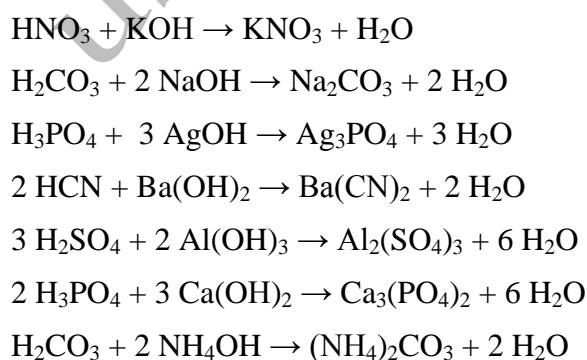 HNO₃ + KOH → KNO₃ + H₂O
H₂CO₃ + 2 NaOH → Na₂CO₃ + 2 H₂O
H₃PO₄ + 3 AgOH → Ag₃PO₄ + 3 H₂O
2 HCN + Ba(OH)₂ → Ba(CN)₂ + 2 H₂O
3 H₂SO₄ + 2 Al(OH)₃ → Al₂(SO₄)₃ + 6 H₂O
2 H₃PO₄ + 3 Ca(OH)₂ → Ca₃(PO₄)₂ + 6 H₂O
H₂CO₃ + 2 NH₄OH → (NH₄)₂CO₃ + 2 H₂O